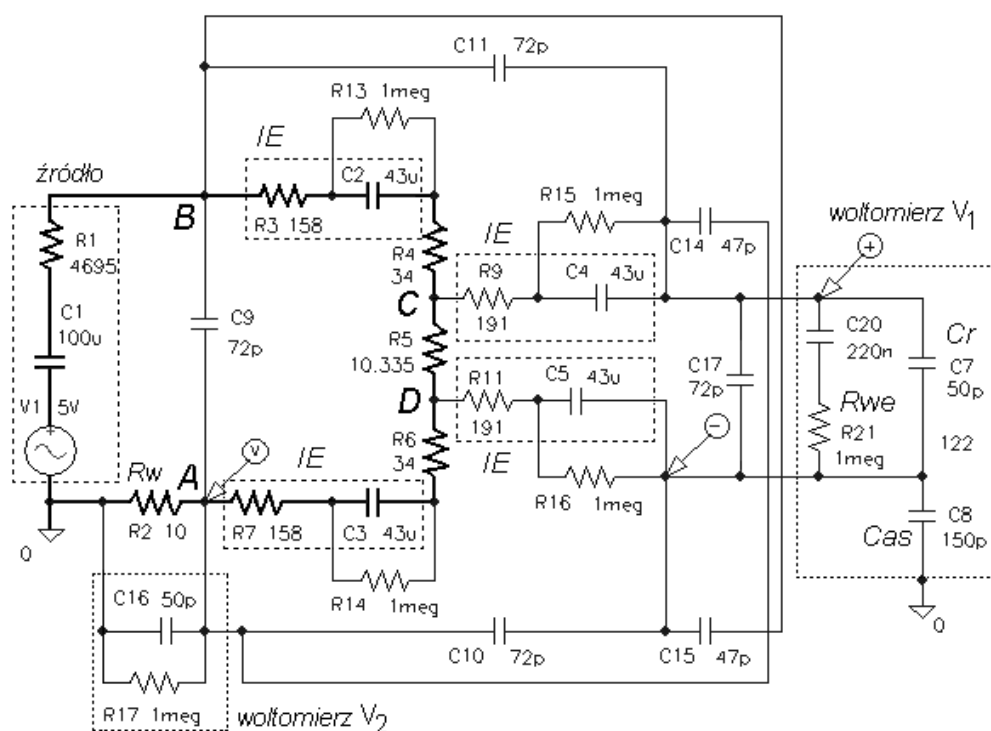 C11 72p
R13 1meg
IE
źródło
C2 43u
R15 1meg
B
R3 158
C14 47p
woltomierz V1
+
R1
4695
R4
34
IE
R9
C4 43u
C1
100u
C
C9
72p
R5
10.335
191
C20
220n
Cr
C7
50p
C17
72p
V1 5V
+
D
R11
C5 43u
Rwe
R21
1meg
122
191
−
Rw
A
V
IE
R6
34
IE
R16 1meg
R2 10
R7 158
C3 43u
C8
150p
Cas
0
R14 1meg
C16 50p
0
C10 72p
C15 47p
R17 1meg
woltomierz V2